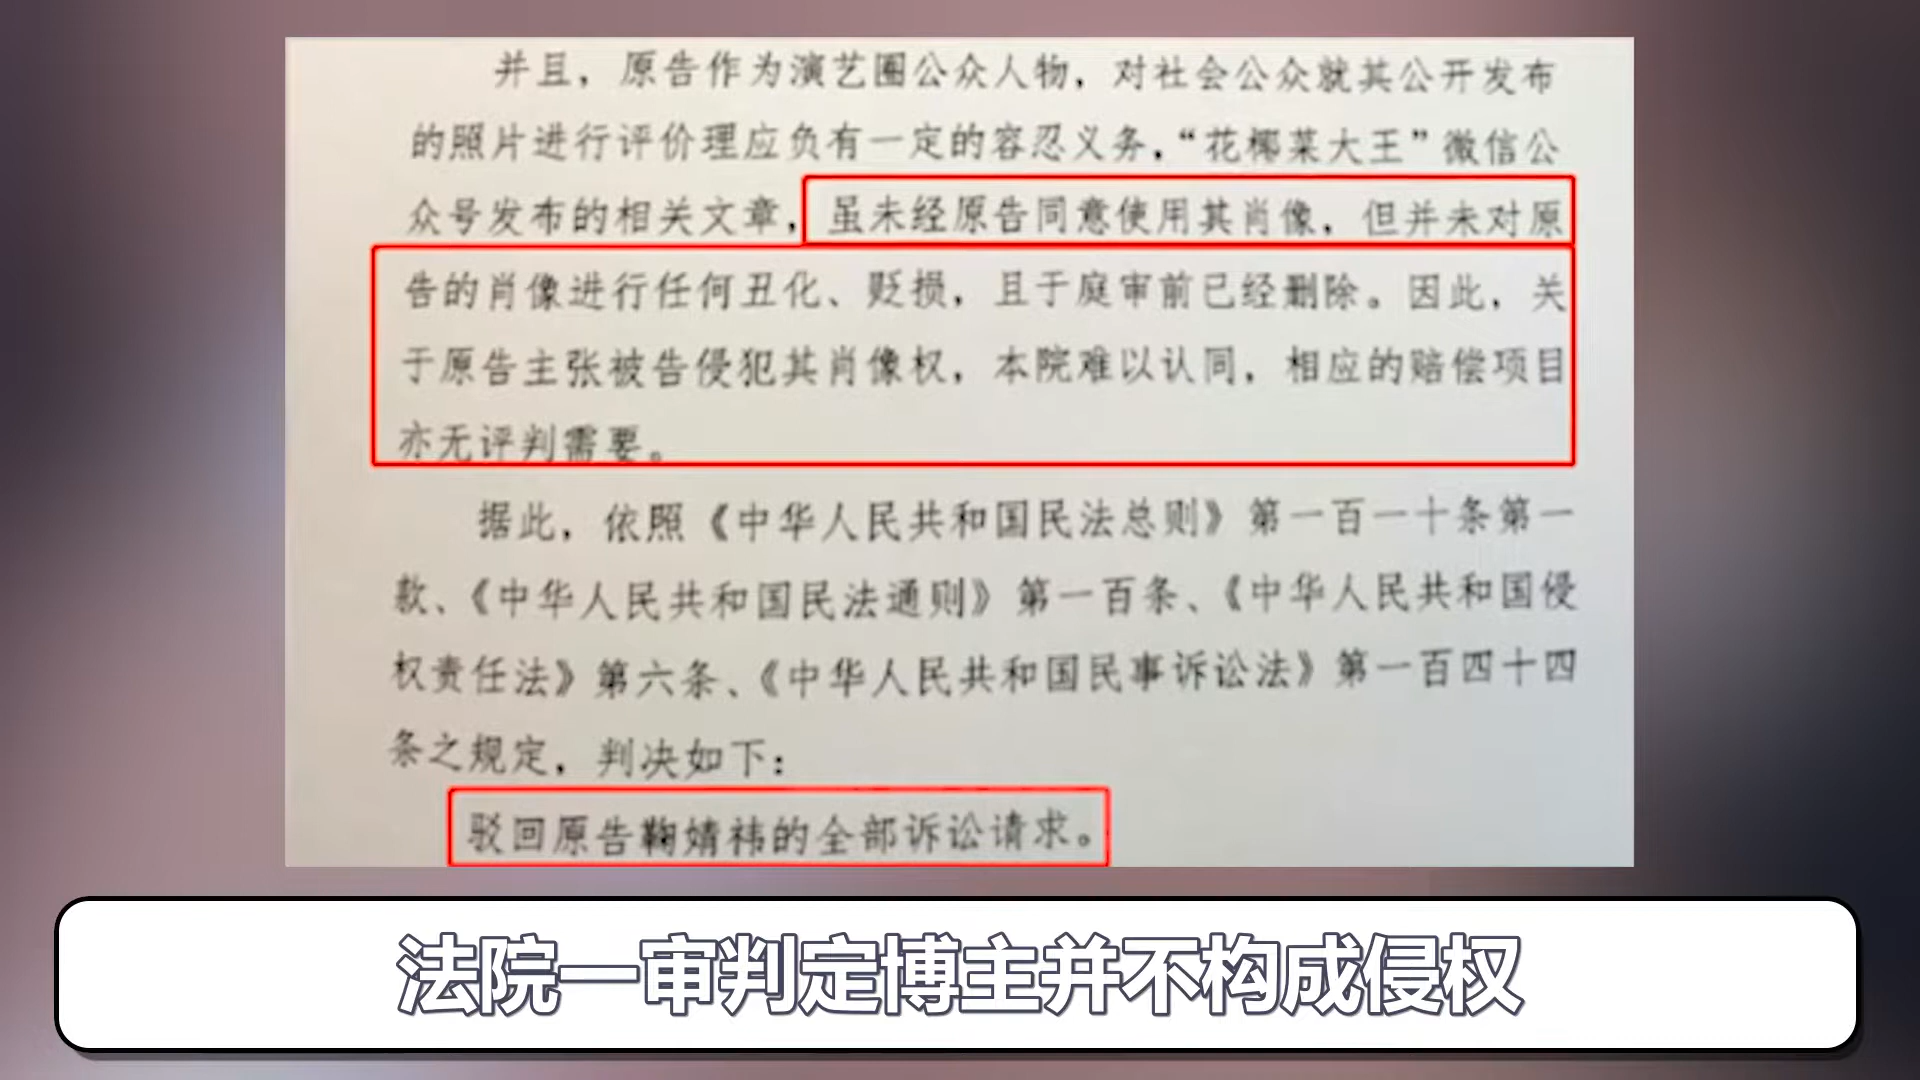 并且，原告作为演艺圈公众人物，对社会公众就其公开发布
的照片进行评价理应负有一定的容忍义务，“花椰菜大王”微信公
众号发布的相关文章，虽未经原告同意使用其肖像，但并未对原
告的肖像进行任何丑化、贬损，且于庭审前已经删除。因此，关
于原告主张被告侵犯其肖像权，本院难以认同，相应的赔偿项目
亦无评判需要。
据此，依照《中华人民共和国民法总则》第一百一十条第一
款、《中华人民共和国民法通则》第一百条、《中华人民共和国侵
权责任法》第六条、《中华人民共和国民事诉讼法》第一百四十四
条之规定，判决如下：
驳回原告鞠婧祎的全部诉讼请求。
法院一审判定博主并不构成侵权